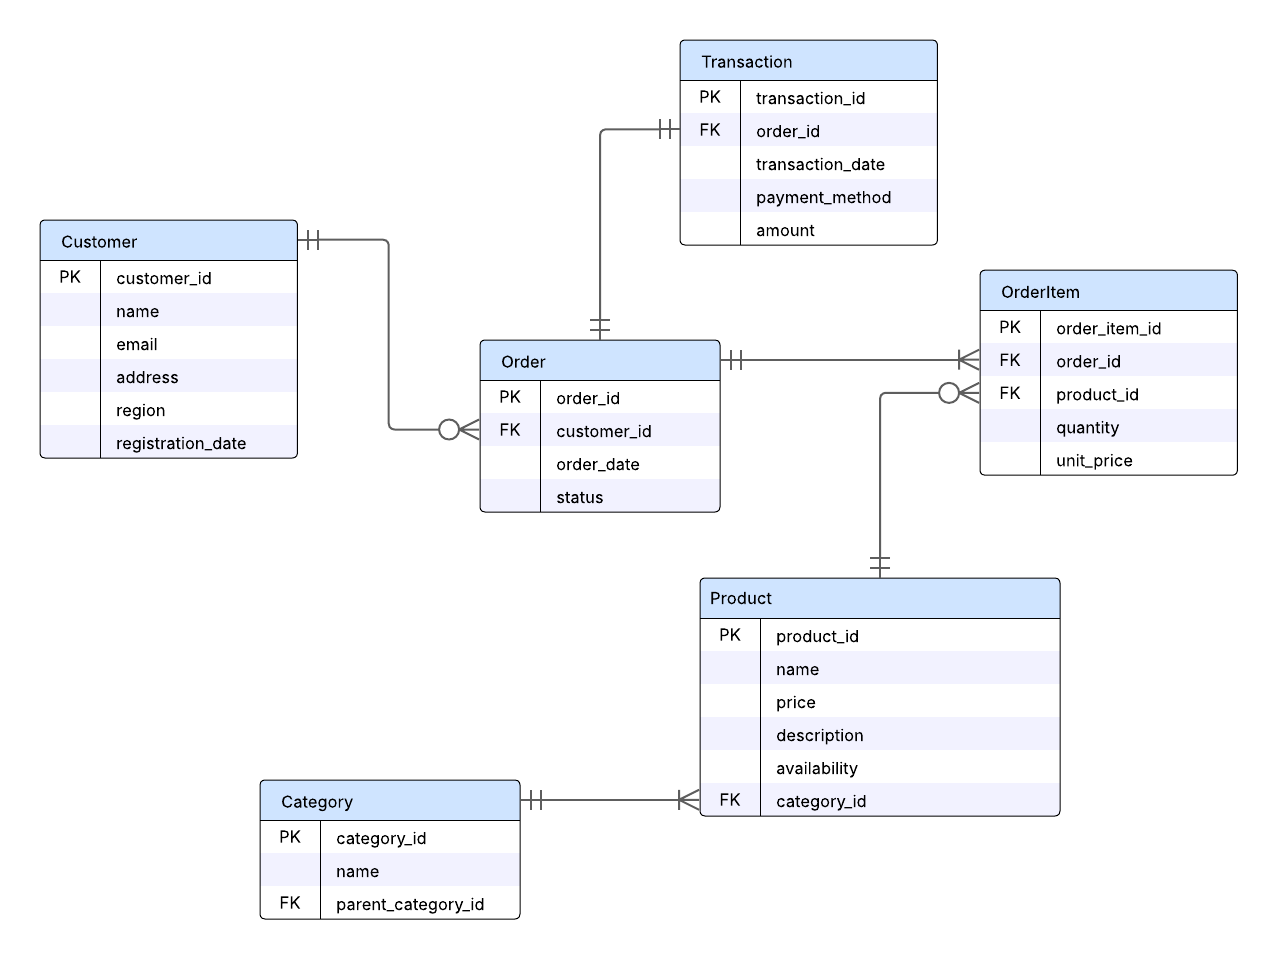 Transaction
PK transaction_id
FK order_id
transaction_date
payment_method
amount
Customer
PK customer_id
name
email
address
region
registration_date
OrderItem
PK order_item_id
FK order_id
FK product_id
quantity
unit_price
Order
PK order_id
FK customer_id
order_date
status
Product
PK product_id
name
price
description
availability
FK category_id
Category
PK category_id
name
FK parent_category_id